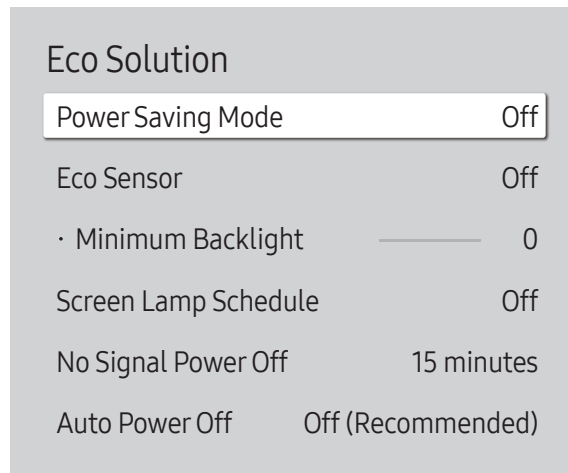 Eco Solution
Power Saving Mode Off
Eco Sensor Off
· Minimum Backlight 0
Screen Lamp Schedule Off
No Signal Power Off 15 minutes
Auto Power Off Off (Recommended)